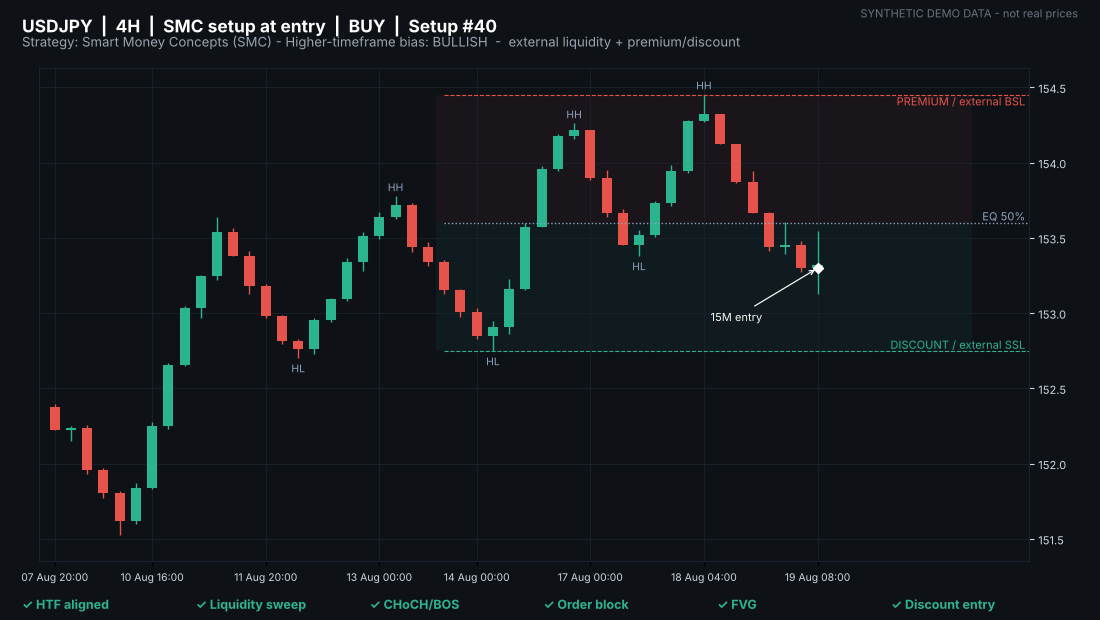 USDJPY | 4H | SMC setup at entry | BUY | Setup #40
SYNTHETIC DEMO DATA - not real prices
Strategy: Smart Money Concepts (SMC) - Higher-timeframe bias: BULLISH - external liquidity + premium/discount
HH
154.5
PREMIUM / external BSL
HH
154.0
HH
EQ 50%
153.5
HL
15M entry
153.0
DISCOUNT / external SSL
HL
HL
152.5
152.0
151.5
07 Aug 20:00 10 Aug 16:00 11 Aug 20:00 13 Aug 00:00 14 Aug 00:00 17 Aug 00:00 18 Aug 04:00 19 Aug 08:00
✓ HTF aligned ✓ Liquidity sweep ✓ CHoCH/BOS ✓ Order block ✓ FVG ✓ Discount entry